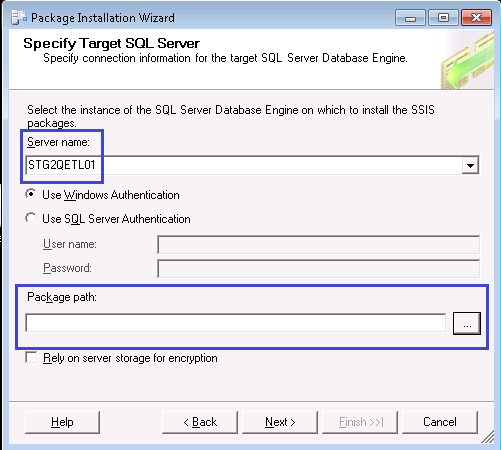 Package Installation Wizard
Specify Target SQL Server
Specify connection information for the target SQL Server Database Engine.
Select the instance of the SQL Server Database Engine on which to install the SSIS
packages.
Server name:
STG2QETL01
Use Windows Authentication
Use SQL Server Authentication
User name:
Password:
Package path:
...
Rely on server storage for encryption
Help
< Back
Next >
Finish >>|
Cancel